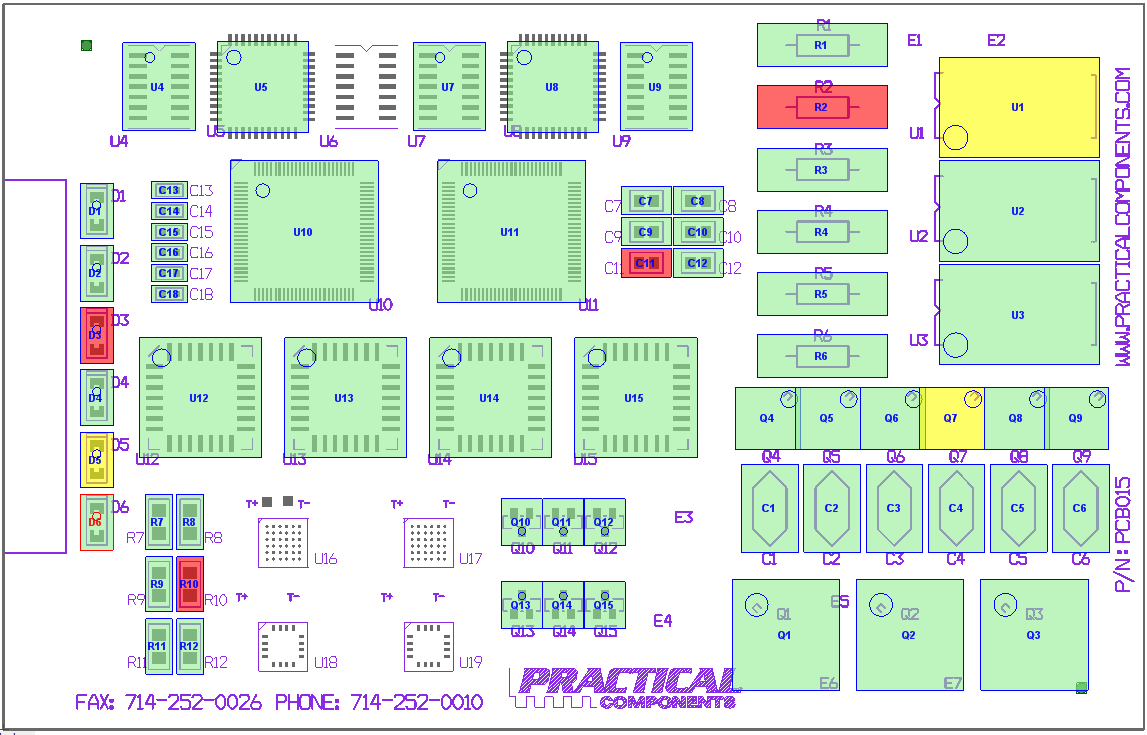 R1 E1 E2
R1
U4 U5 U7 U8 U9 R2 U1
R2
U4 U5 U6 U7 U8 U9 U1
R3
D1 C13 C13 R3
D1 C14 C14 C7 C7 C8 C8 R4 U2
C15 C15 U10 U11 C9 C9 C10 C10 R4 U2
D2 C16 C16
D2 C17 C17 C11 C11 C12 C12 R5
C18 C18 U10 U11 R5
D3 U3
D3 R6 U3
R6
D4
D4 U12 U13 U14 U15
Q4 Q5 Q6 Q7 Q8 Q9
D5
D5 U12 U13 U14 U15 Q4 Q5 Q6 Q7 Q8 Q9
WWW.PRACTICALCOMPONENTS.COM
D6 T+ T- T+ T- C1 C2 C3 C4 C5 C6
D6 R7 R8 Q10 Q11 Q12 E3
R7 R8 Q10 Q11 Q12
U16 U17 C1 C2 C3 C4 C5 C6
P/N: PCB015
R9 R10
R9 R10 T+ T- T+ T- Q13 Q14 Q15 E5
E4 Q1 Q2 Q3
R11 R12 Q13 Q14 Q15 Q1 Q2 Q3
R11 R12 U18 U19
PRACTICAL E6 E7
COMPONENTS
FAX: 714-252-0026 PHONE: 714-252-0010